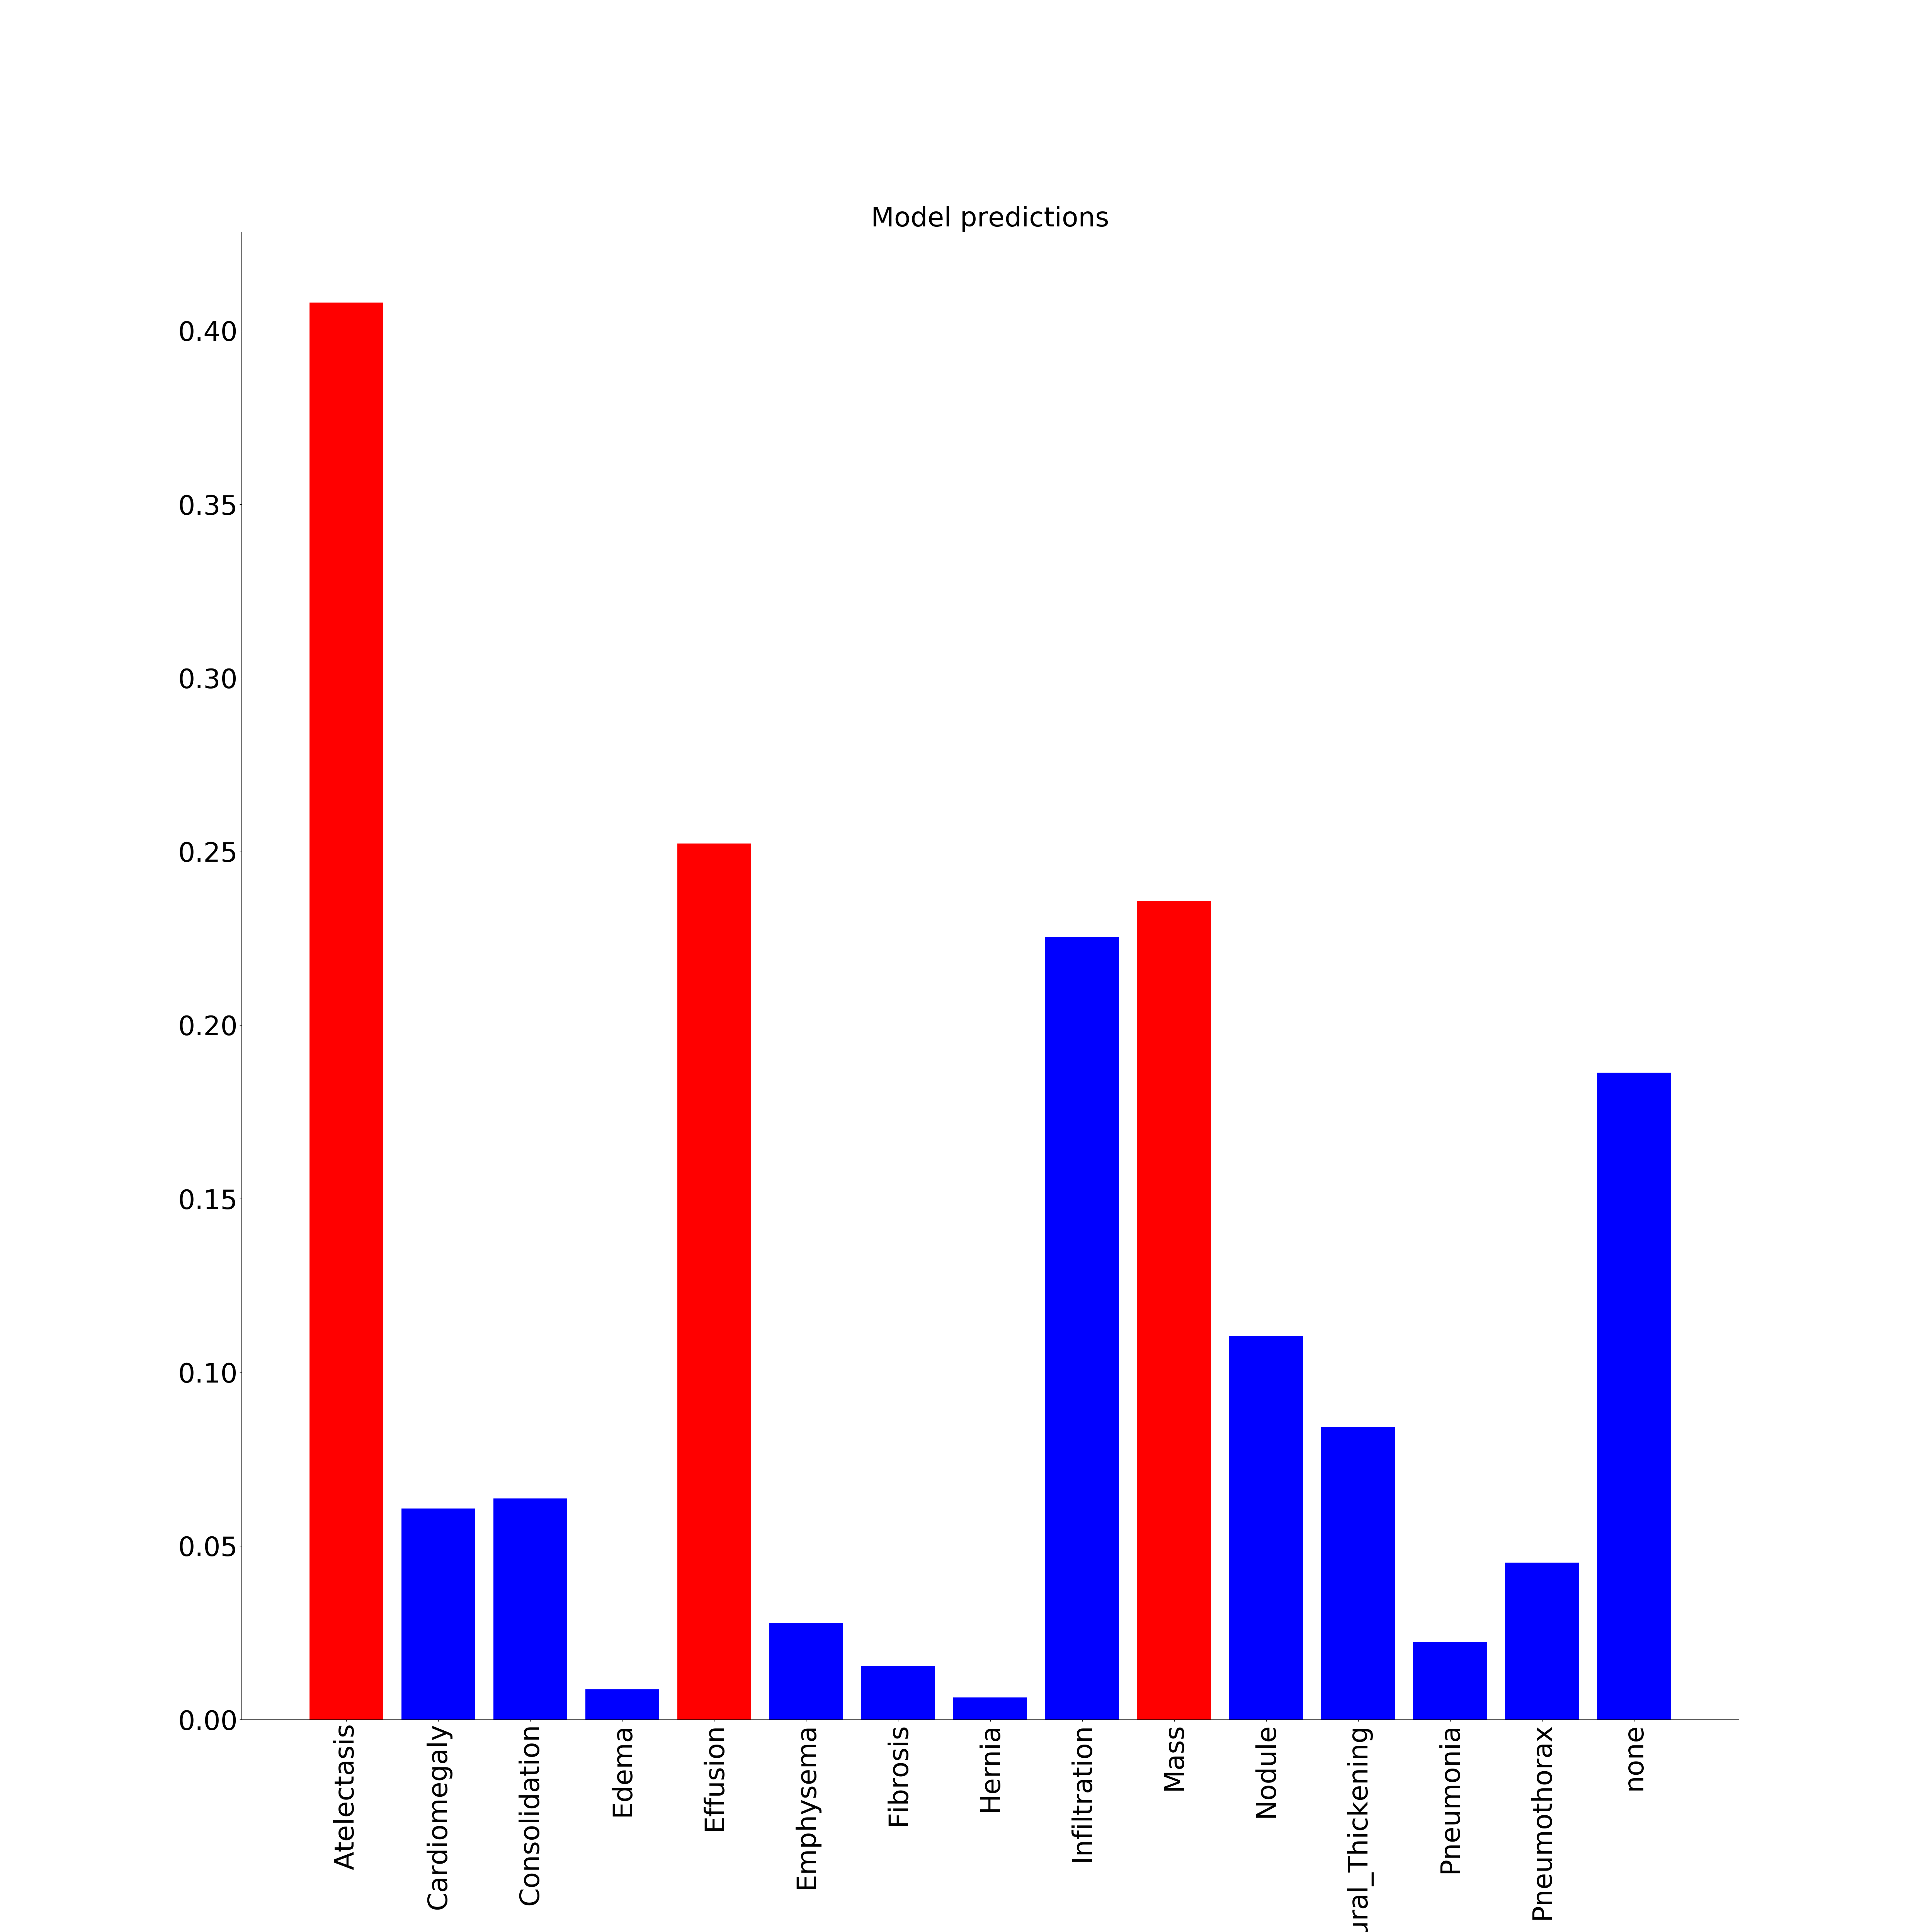 Model predictions
0.40
0.35
0.30
0.25
0.20
0.15
0.10
0.05
0.00
Atelectasis
Cardiomegaly
Consolidation
Edema
Effusion
Emphysema
Fibrosis
Hernia
Infiltration
Mass
Nodule
ural_Thickening
Pneumonia
Pneumothorax
none